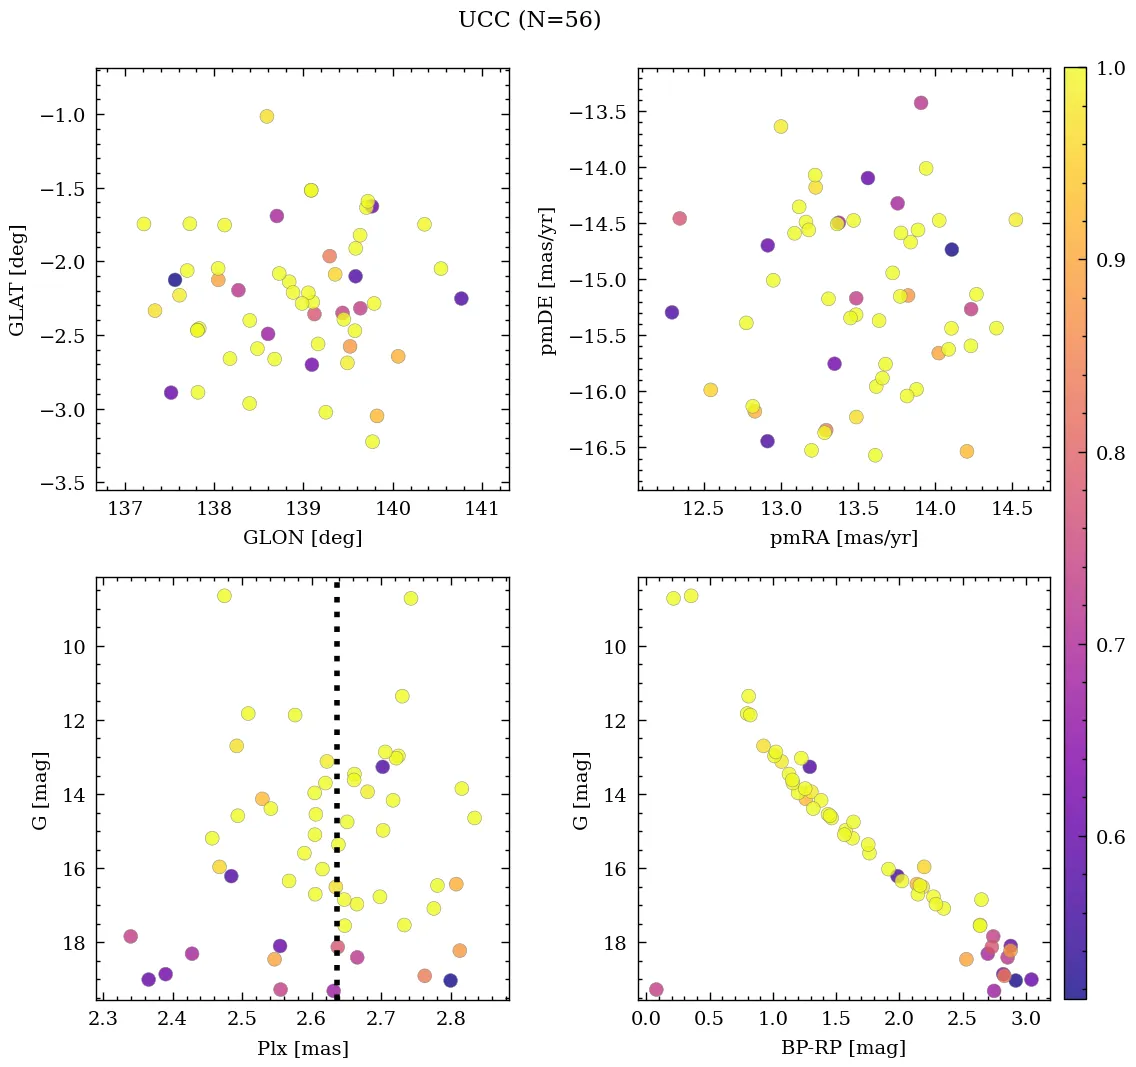 UCC (N=56)
−1.0
−1.5
−2.0
−2.5
−3.0
−3.5
GLAT [deg]
137 138 139 140 141
GLON [deg]
−13.5
−14.0
−14.5
−15.0
−15.5
−16.0
−16.5
pmDE [mas/yr]
12.5 13.0 13.5 14.0 14.5
pmRA [mas/yr]
1.0
0.9
0.8
0.7
0.6
10
12
14
16
18
G [mag]
2.3 2.4 2.5 2.6 2.7 2.8
Plx [mas]
10
12
14
16
18
G [mag]
0.0 0.5 1.0 1.5 2.0 2.5 3.0
BP-RP [mag]